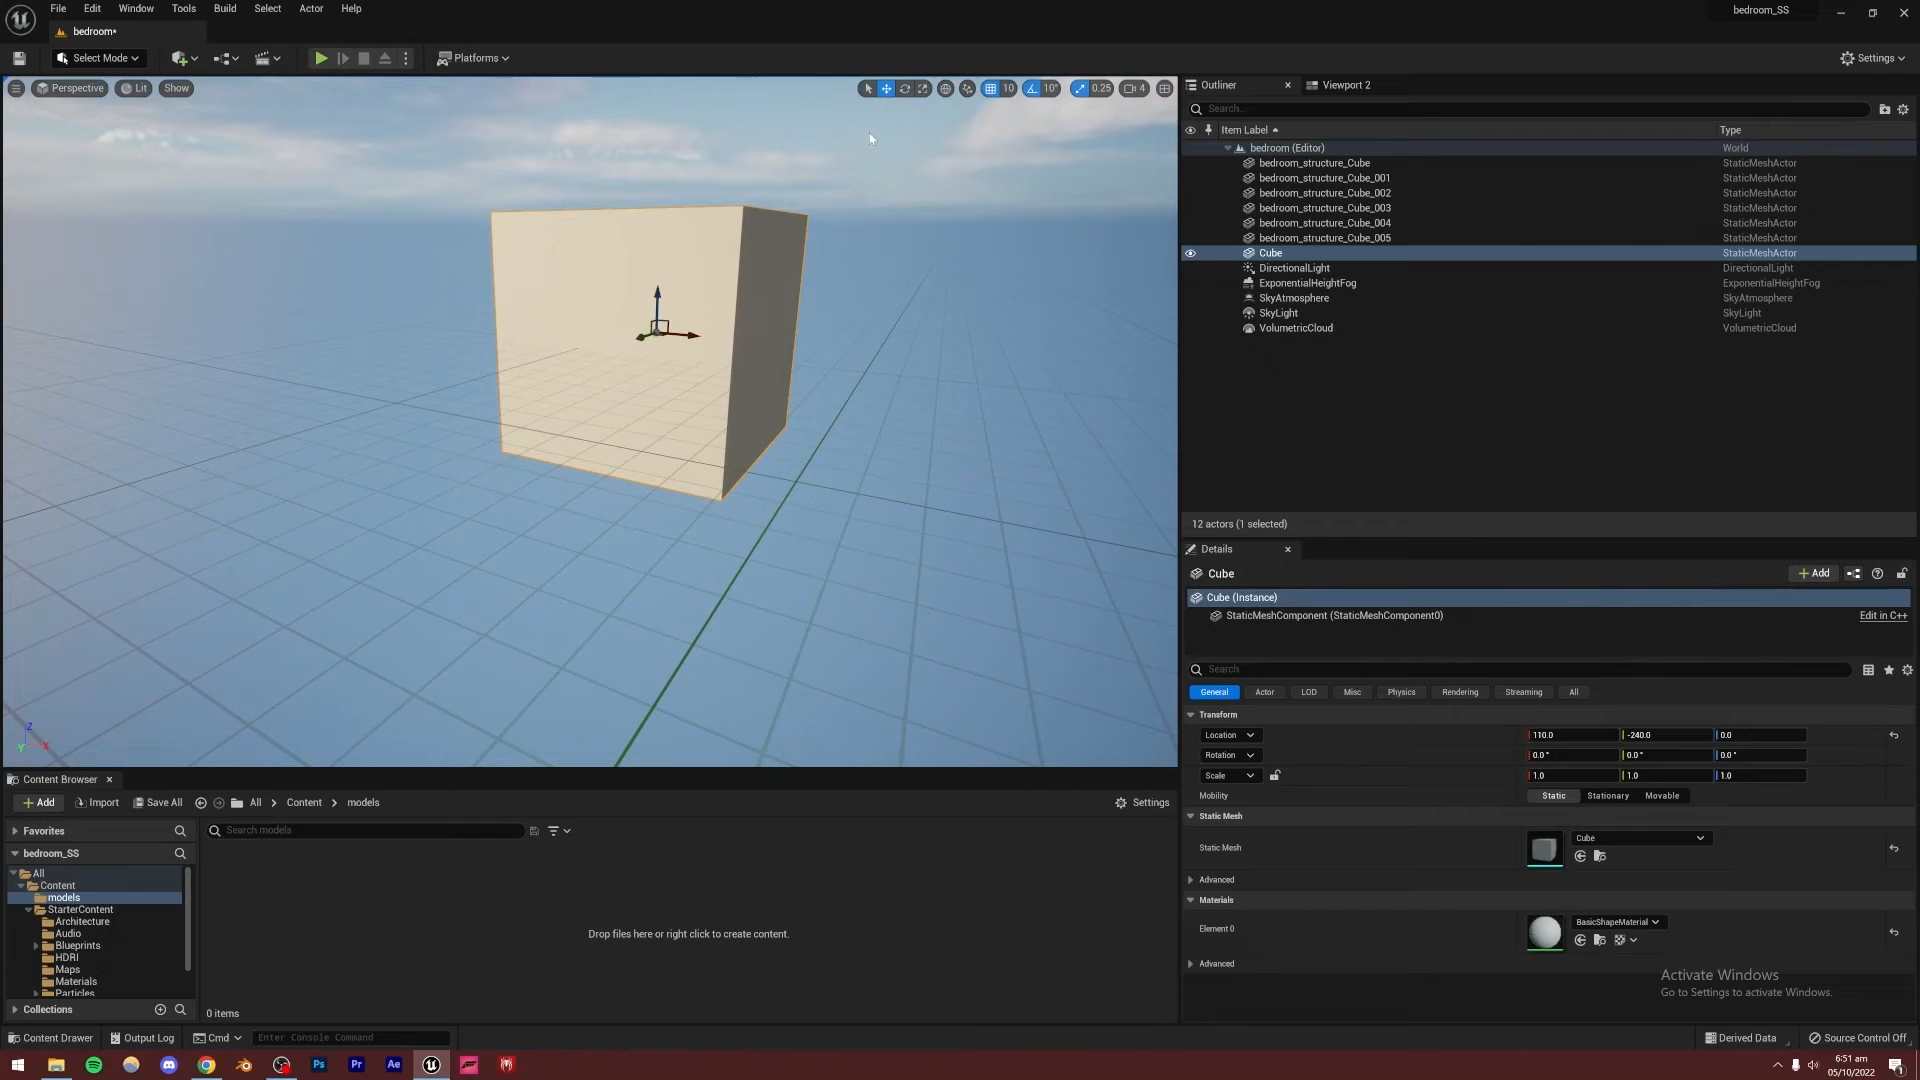 File Edit Window Tools Build Select Actor Help
bedroom_SS
bedroom*
Select Mode
Platforms
Settings
Perspective Lit Show
10 10° 0.25 4
Outliner Viewport 2
Search...
Item Label Type
bedroom (Editor) World
bedroom_structure_Cube StaticMeshActor
bedroom_structure_Cube_001 StaticMeshActor
bedroom_structure_Cube_002 StaticMeshActor
bedroom_structure_Cube_003 StaticMeshActor
bedroom_structure_Cube_004 StaticMeshActor
bedroom_structure_Cube_005 StaticMeshActor
Cube StaticMeshActor
DirectionalLight DirectionalLight
ExponentialHeightFog ExponentialHeightFog
SkyAtmosphere SkyAtmosphere
SkyLight SkyLight
VolumetricCloud VolumetricCloud
12 actors (1 selected)
Details
Cube
+ Add
Cube (Instance)
StaticMeshComponent (StaticMeshComponent0) Edit in C++
Search
General Actor LOD Misc Physics Rendering Streaming All
Transform
Location 110.0 -240.0 0.0
Rotation 0.0° 0.0° 0.0°
Scale 1.0 1.0 1.0
Mobility Static Stationary Movable
Static Mesh
Static Mesh Cube
Advanced
Materials
Element 0 BasicShapeMaterial
Advanced
Activate Windows
Go to Settings to activate Windows.
Z
Y X
Content Browser
+ Add Import Save All All Content models Settings
Favorites
Search models
bedroom_SS
All
Content
models
StarterContent
Architecture
Audio
Blueprints
HDRI
Maps
Materials
Particles
Drop files here or right click to create content.
Collections
0 items
Content Drawer Output Log Cmd Enter Console Command
Derived Data Source Control Off
Ps Pr Ae
6:51 am
05/10/2022
1